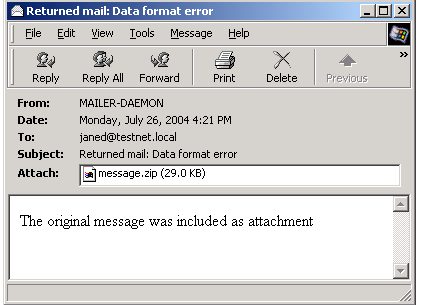 Returned mail: Data format error
File Edit View Tools Message Help
Reply Reply All Forward Print Delete Previous »
From: MAILER-DAEMON
Date: Monday, July 26, 2004 4:21 PM
To: janed@testnet.local
Subject: Returned mail: Data format error
Attach: message.zip (29.0 KB)
The original message was included as attachment